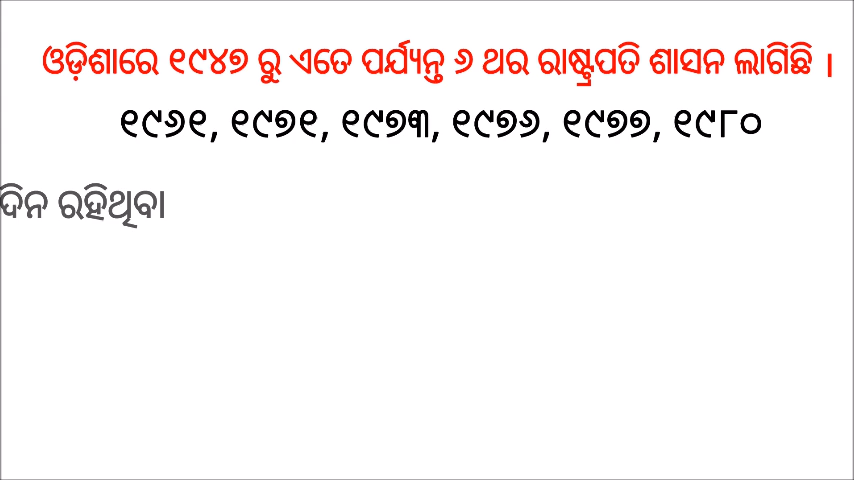 ଓଡ଼ିଶାରେ ୧୯୪୭ ରୁ ଏତେ ପର୍ଯ୍ୟନ୍ତ ୬ ଥର ରାଷ୍ଟ୍ରପତି ଶାସନ ଲାଗିଛି ।
୧୯୬୧, ୧୯୭୧, ୧୯୭୩, ୧୯୭୬, ୧୯୭୭, ୧୯୮୦
ଦିନ ରହିଥିବା